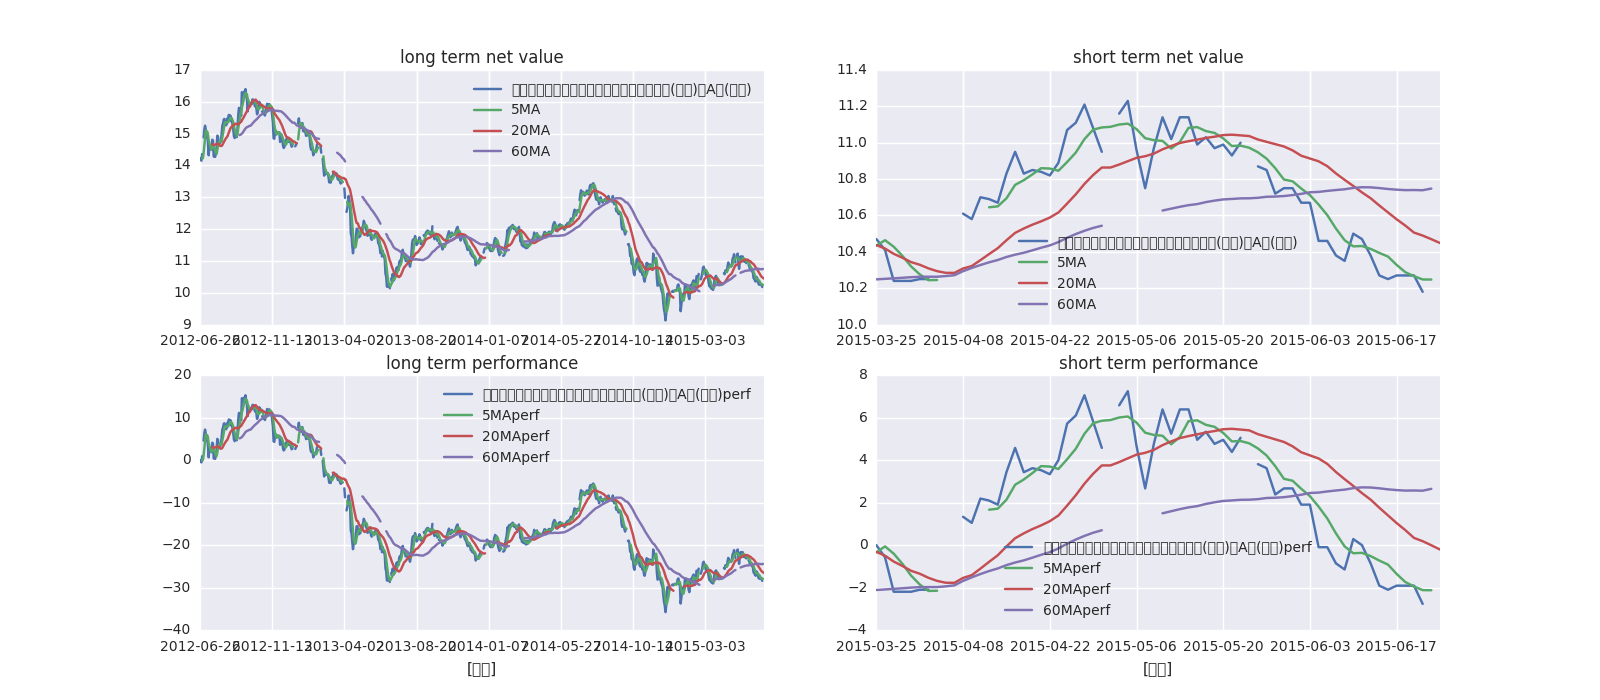 long term net value
17
16
15
14
13
12
11
10
9
5MA
20MA
60MA
2012-06-26 2012-11-13 2013-04-02 2013-08-20 2014-01-07 2014-05-27 2014-10-14 2015-03-03
short term net value
11.4
11.2
11.0
10.8
10.6
10.4
10.2
10.0
5MA
20MA
60MA
2015-03-25 2015-04-08 2015-04-22 2015-05-06 2015-05-20 2015-06-03 2015-06-17
long term performance
20
10
0
−10
−20
−30
−40
5MAperf
20MAperf
60MAperf
2012-06-26 2012-11-13 2013-04-02 2013-08-20 2014-01-07 2014-05-27 2014-10-14 2015-03-03
short term performance
8
6
4
2
0
−2
−4
5MAperf
20MAperf
60MAperf
2015-03-25 2015-04-08 2015-04-22 2015-05-06 2015-05-20 2015-06-03 2015-06-17